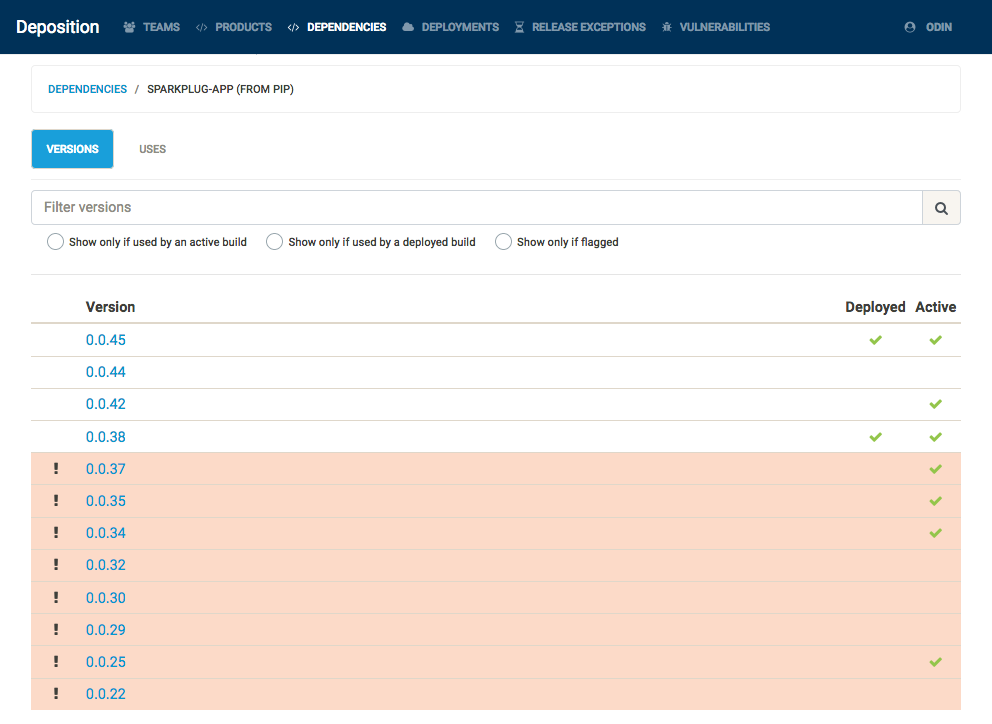 Deposition TEAMS </> PRODUCTS </> DEPENDENCIES DEPLOYMENTS RELEASE EXCEPTIONS VULNERABILITIES ODIN
DEPENDENCIES / SPARKPLUG-APP (FROM PIP)
VERSIONS USES
Filter versions
Show only if used by an active build Show only if used by a deployed build Show only if flagged
Version Deployed Active
0.0.45 ✓ ✓
0.0.44
0.0.42 ✓
0.0.38 ✓ ✓
! 0.0.37 ✓
! 0.0.35 ✓
! 0.0.34 ✓
! 0.0.32
! 0.0.30
! 0.0.29
! 0.0.25 ✓
! 0.0.22